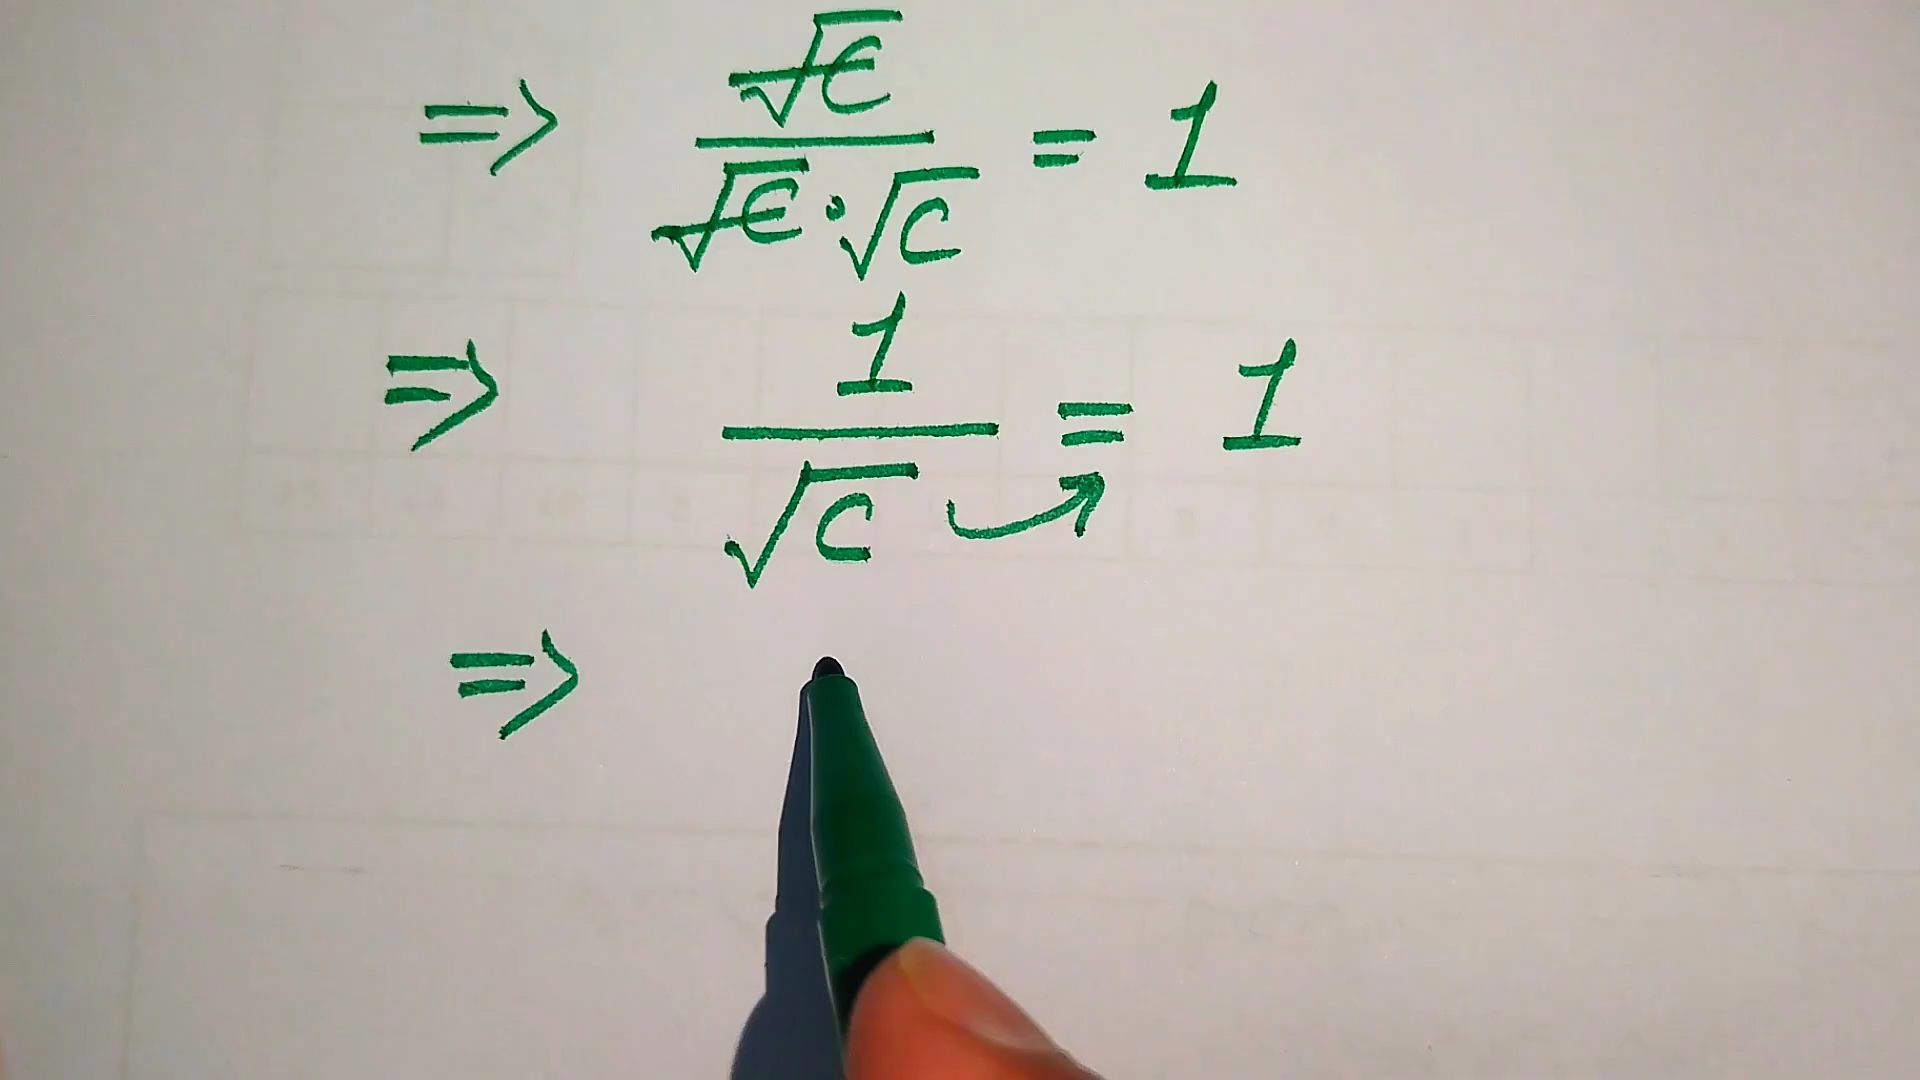 => √C / √C · √C = 1
=> 1 / √C = 1
=>